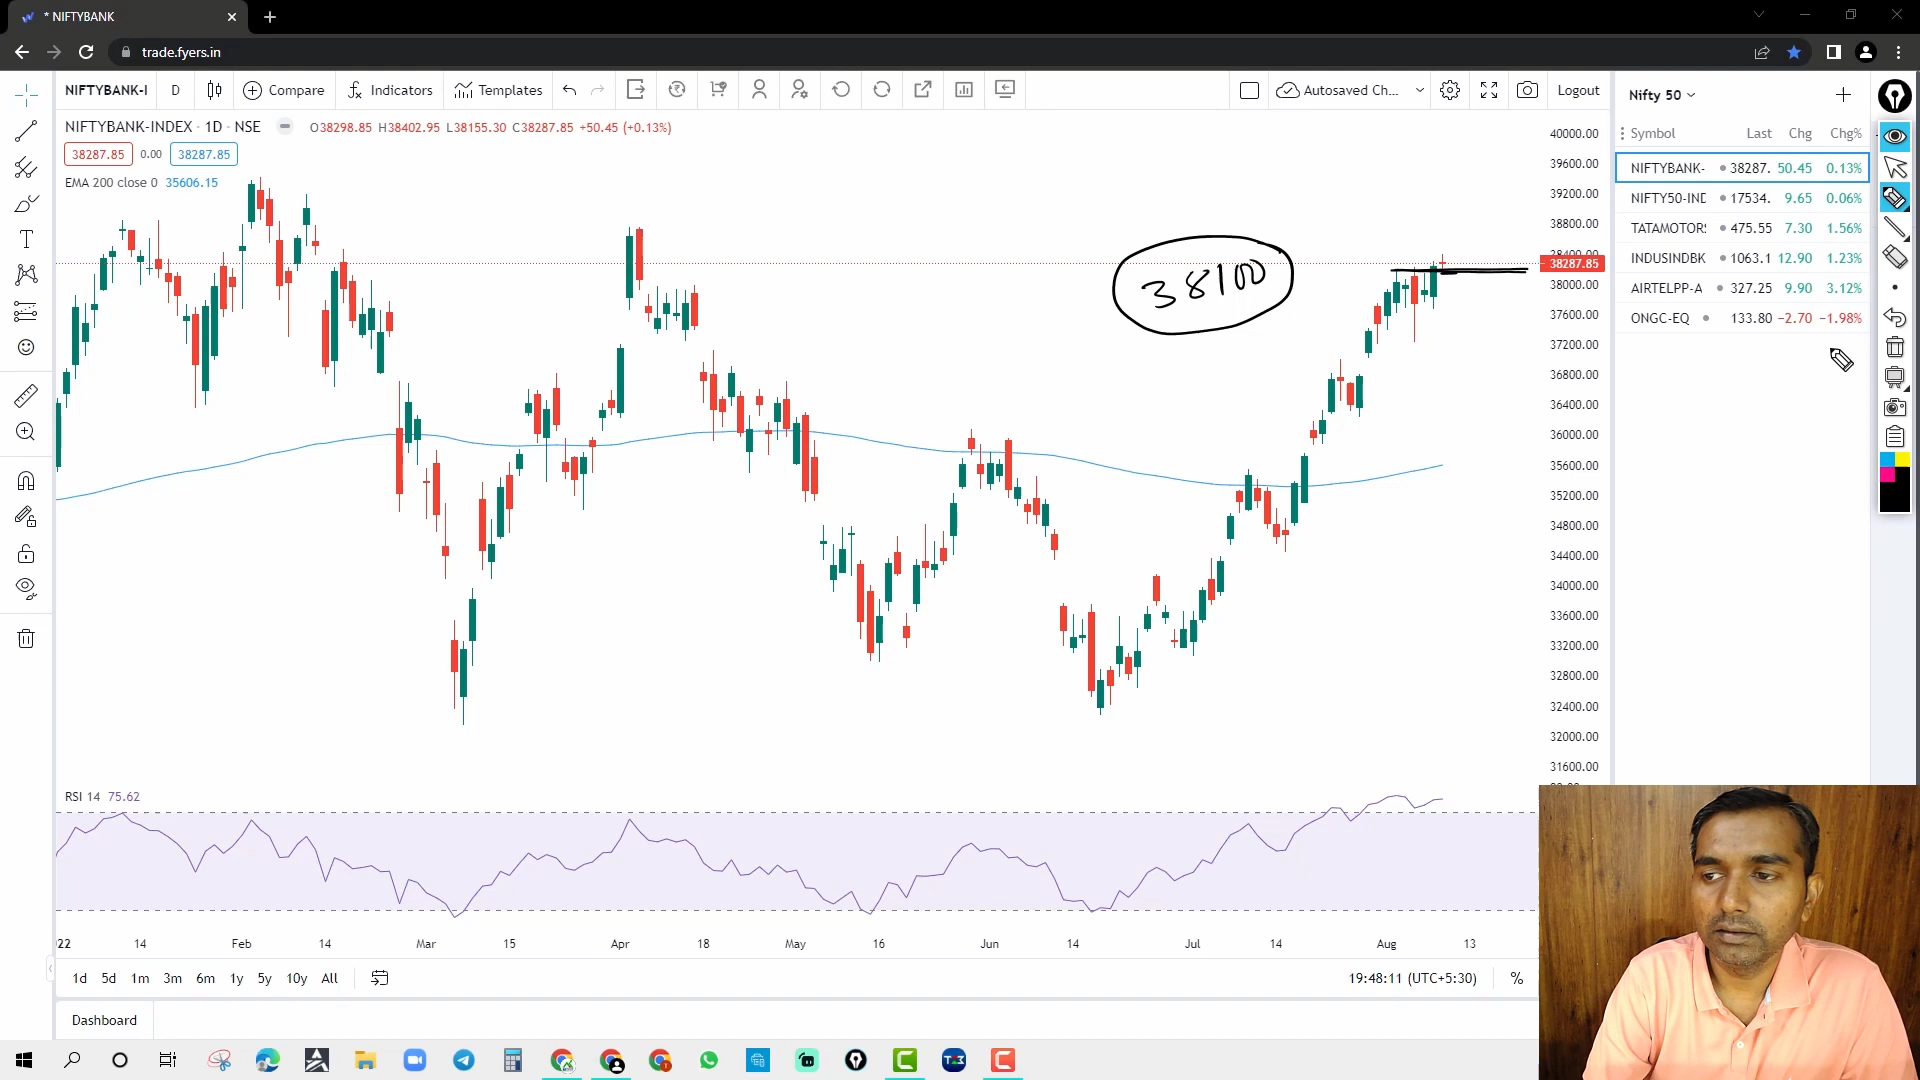 * NIFTYBANK
trade.fyers.in
NIFTYBANK-I D Compare Indicators Templates Autosaved Ch... Logout
NIFTYBANK-INDEX · 1D · NSE O38298.85 H38402.95 L38155.30 C38287.85 +50.45 (+0.13%)
38287.85 0.00 38287.85
EMA 200 close 0 35606.15
38100
40000.00
39600.00
39200.00
38800.00
38400.00
38287.85
38000.00
37600.00
37200.00
36800.00
36400.00
36000.00
35600.00
35200.00
34800.00
34400.00
34000.00
33600.00
33200.00
32800.00
32400.00
32000.00
31600.00
Nifty 50
Symbol Last Chg Chg%
NIFTYBANK- 38287. 50.45 0.13%
NIFTY50-IND 17534. 9.65 0.06%
TATAMOTORS 475.55 7.30 1.56%
INDUSINDBK 1063.1 12.90 1.23%
AIRTELPP-A 327.25 9.90 3.12%
ONGC-EQ 133.80 −2.70 −1.98%
RSI 14 75.62
22 14 Feb 14 Mar 15 Apr 18 May 16 Jun 14 Jul 14 Aug 13
1d 5d 1m 3m 6m 1y 5y 10y All 19:48:11 (UTC+5:30) %
Dashboard